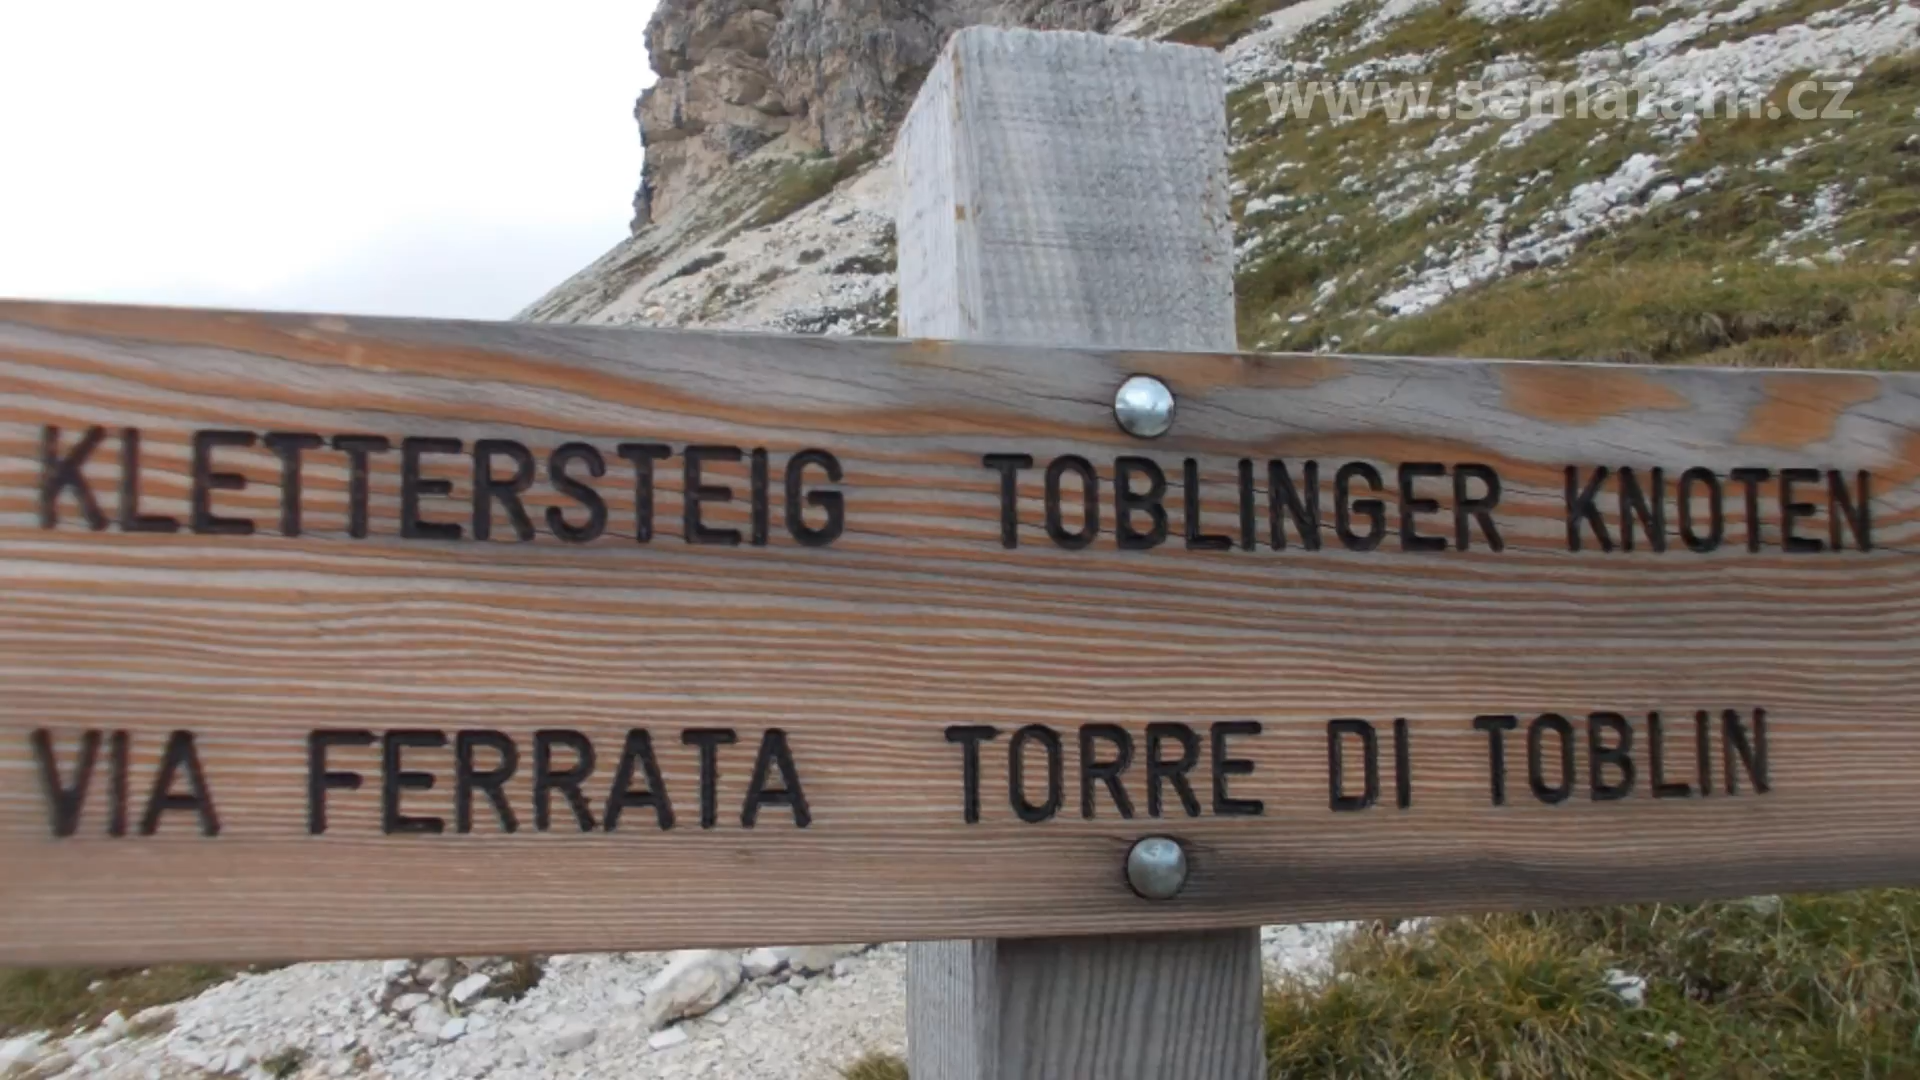 www.sematam.cz
KLETTERSTEIG TOBLINGER KNOTEN
VIA FERRATA TORRE DI TOBLIN